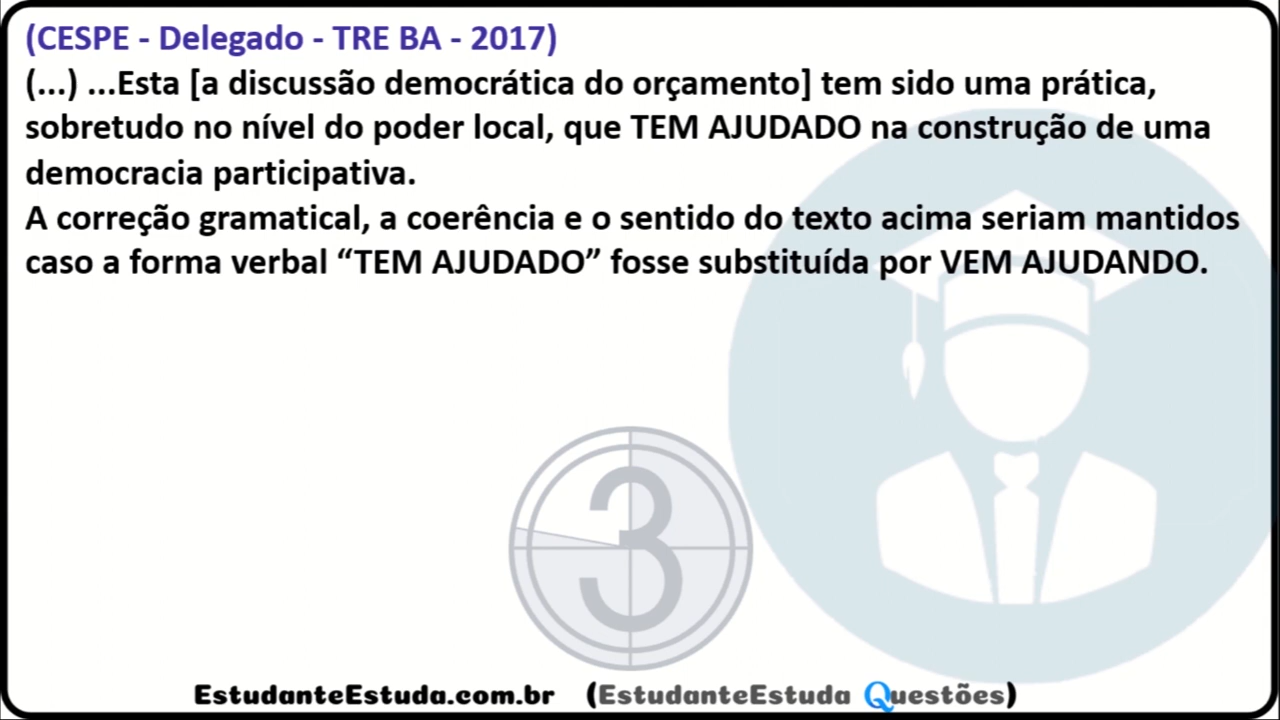 (CESPE - Delegado - TRE BA - 2017)
(...) ...Esta [a discussão democrática do orçamento] tem sido uma prática,
sobretudo no nível do poder local, que TEM AJUDADO na construção de uma
democracia participativa.
A correção gramatical, a coerência e o sentido do texto acima seriam mantidos
caso a forma verbal “TEM AJUDADO” fosse substituída por VEM AJUDANDO.
3
EstudanteEstuda.com.br (EstudanteEstuda Questões)